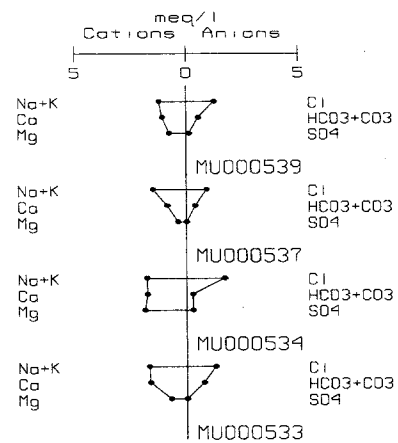 meq/l
Cations Anions
5 0 5
Na+K Cl
Ca HCO3+CO3
Mg SO4
MU000539
Na+K Cl
Ca HCO3+CO3
Mg SO4
MU000537
Na+K Cl
Ca HCO3+CO3
Mg SO4
MU000534
Na+K Cl
Ca HCO3+CO3
Mg SO4
MU000533